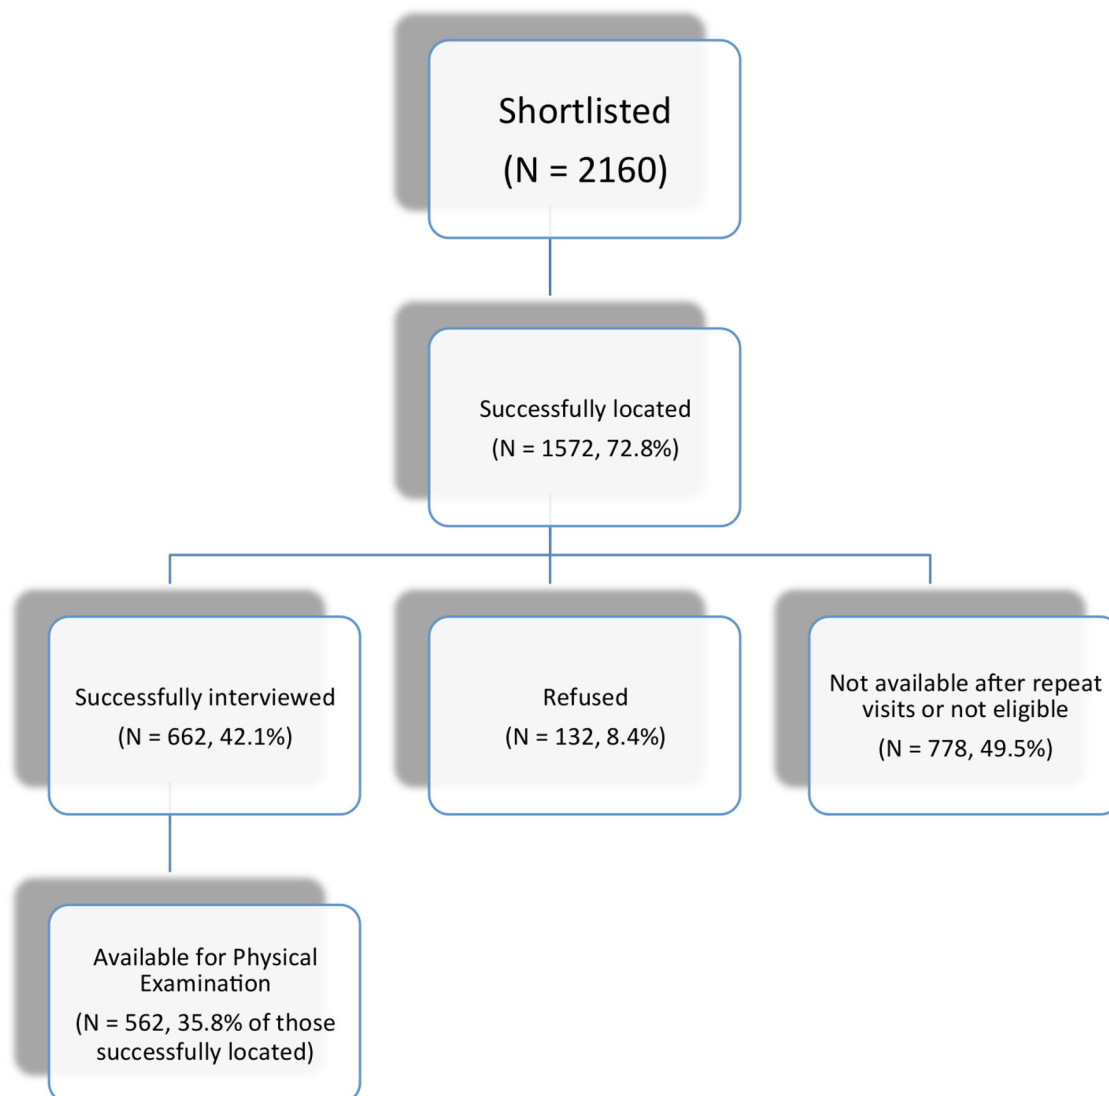 Shortlisted
(N = 2160)
Successfully located
(N = 1572, 72.8%)
Successfully interviewed
(N = 662, 42.1%)
Refused
(N = 132, 8.4%)
Not available after repeat
visits or not eligible
(N = 778, 49.5%)
Available for Physical
Examination
(N = 562, 35.8% of those
successfully located)